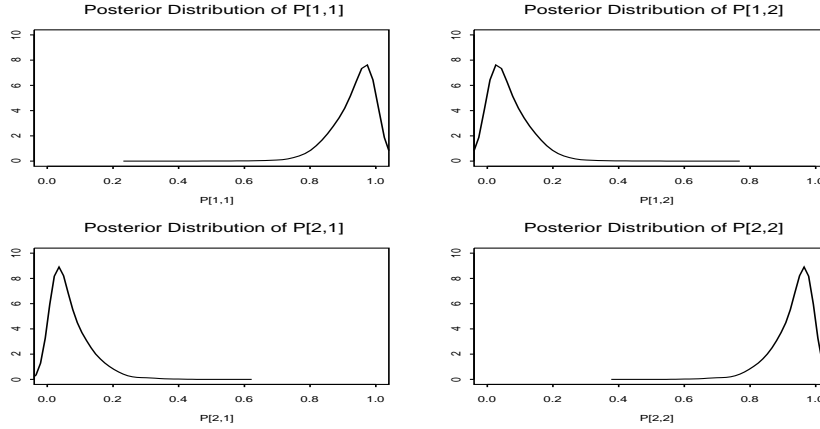 Posterior Distribution of P[1,1]
10
8
6
4
2
0
0.0 0.2 0.4 0.6 0.8 1.0
P[1,1]
Posterior Distribution of P[1,2]
10
8
6
4
2
0
0.0 0.2 0.4 0.6 0.8 1.0
P[1,2]
Posterior Distribution of P[2,1]
10
8
6
4
2
0
0.0 0.2 0.4 0.6 0.8 1.0
P[2,1]
Posterior Distribution of P[2,2]
10
8
6
4
2
0
0.0 0.2 0.4 0.6 0.8 1.0
P[2,2]